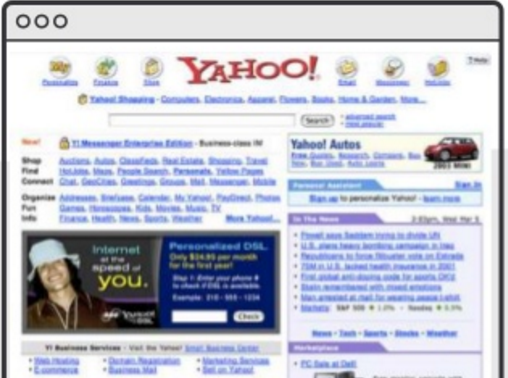 YAHOO!
? Help
Personalize
Finance
Shop
Email
Messenger
HotJobs
Yahoo! Shopping - Computers, Electronics, Apparel, Flowers, Books, Home & Garden, More...
Search
• advanced search
• most popular
New! Y! Messenger Enterprise Edition - Business-class IM
Shop Auctions, Autos, Classifieds, Real Estate, Shopping, Travel
Find HotJobs, Maps, People Search, Personals, Yellow Pages
Connect Chat, GeoCities, Greetings, Groups, Mail, Messenger, Mobile
Organize Addresses, Briefcase, Calendar, My Yahoo!, PayDirect, Photos
Fun Games, Horoscopes, Kids, Movies, Music, TV
Info Finance, Health, News, Sports, Weather More Yahoo!...
internet
at the
speed of
you.
Personalized DSL.
Only $34.95 per month
for the first year!
Step 1: Enter your phone #
to check if DSL is available.
Example: 210 - 555 - 1234
Check
Y! Business Services - Visit the Yahoo! Small Business Center
• Web Hosting
• Domain Registration
• Marketing Services
• E-commerce
• Business Mail
• Sell on Yahoo!
Yahoo! Autos
Free Quotes, Research, Compare, Buy
New, Buy Used, Auto Loans
2003 MINI
Personal Assistant
Sign In
Sign up to personalize Yahoo! - learn more
In The News
Wed Mar 5
• Powell says Saddam trying to divide UN
• U.S. plans heavy bombing campaign in Iraq
• Republicans to force filibuster vote on Estrada
• 75M in U.S. lacked health insurance in 2001
• First global anti-doping code for sports OK'd
• Stalin remembered with mixed emotions
• Man arrested at mall for wearing peace t-shirt
• Markets:
News - Tech - Sports - Stocks - Weather
Marketplace
• PC Sale at Dell!